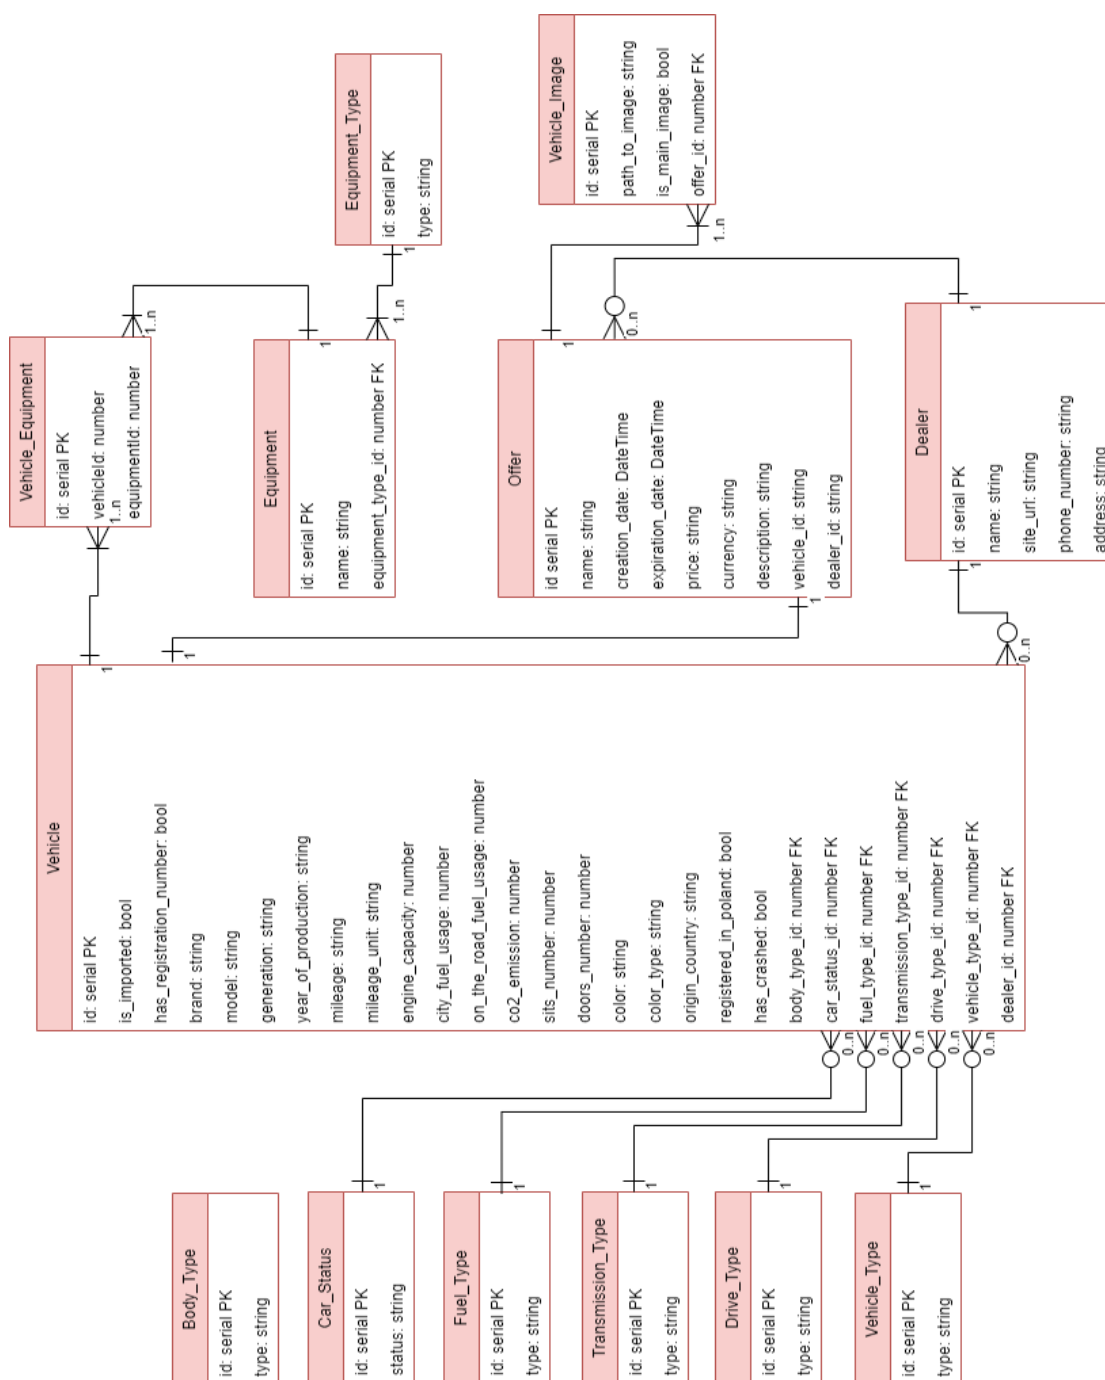 Body_Type
id: serial PK
type: string
Car_Status
id: serial PK
status: string
Fuel_Type
id: serial PK
type: string
Transmission_Type
id: serial PK
type: string
Drive_Type
id: serial PK
type: string
Vehicle_Type
id: serial PK
type: string
1
1
1
1
1
0..n
0..n
0..n
0..n
0..n
Vehicle
id: serial PK
is_imported: bool
has_registration_number: bool
brand: string
model: string
generation: string
year_of_production: string
mileage: string
mileage_unit: string
engine_capacity: number
city_fuel_usage: number
on_the_road_fuel_usage: number
co2_emission: number
sits_number: number
doors_number: number
color: string
color_type: string
origin_country: string
registered_in_poland: bool
has_crashed: bool
body_type_id: number FK
car_status_id: number FK
fuel_type_id: number FK
transmission_type_id: number FK
drive_type_id: number FK
vehicle_type_id: number FK
dealer_id: number FK
1
1
0..n
Vehicle_Equipment
id: serial PK
vehicleId: number
equipmentId: number
1..n
1..n
Equipment
id: serial PK
name: string
equipment_type_id: number FK
1
1..n
Equipment_Type
id: serial PK
type: string
1
Offer
id serial PK
name: string
creation_date: DateTime
expiration_date: DateTime
price: string
currency: string
description: string
vehicle_id: string
dealer_id: string
1
1
0..n
Vehicle_Image
id: serial PK
path_to_image: string
is_main_image: bool
offer_id: number FK
1..n
Dealer
id: serial PK
name: string
site_url: string
phone_number: string
address: string
1
1